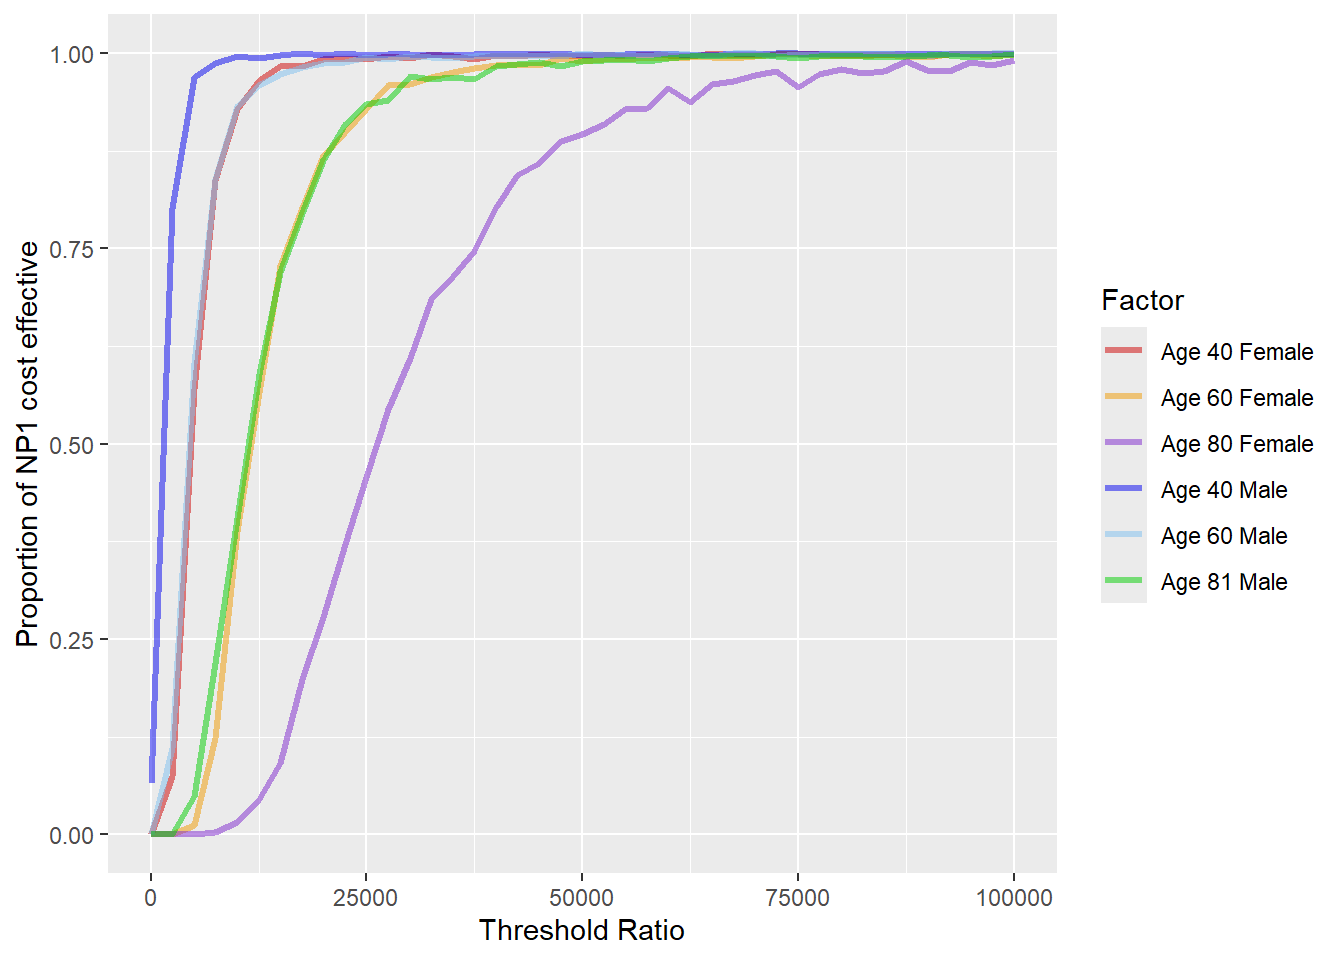 1.00
0.75
0.50
0.25
0.00
Proportion of NP1 cost effective
0
25000
50000
75000
100000
Threshold Ratio
Factor
Age 40 Female
Age 60 Female
Age 80 Female
Age 40 Male
Age 60 Male
Age 81 Male